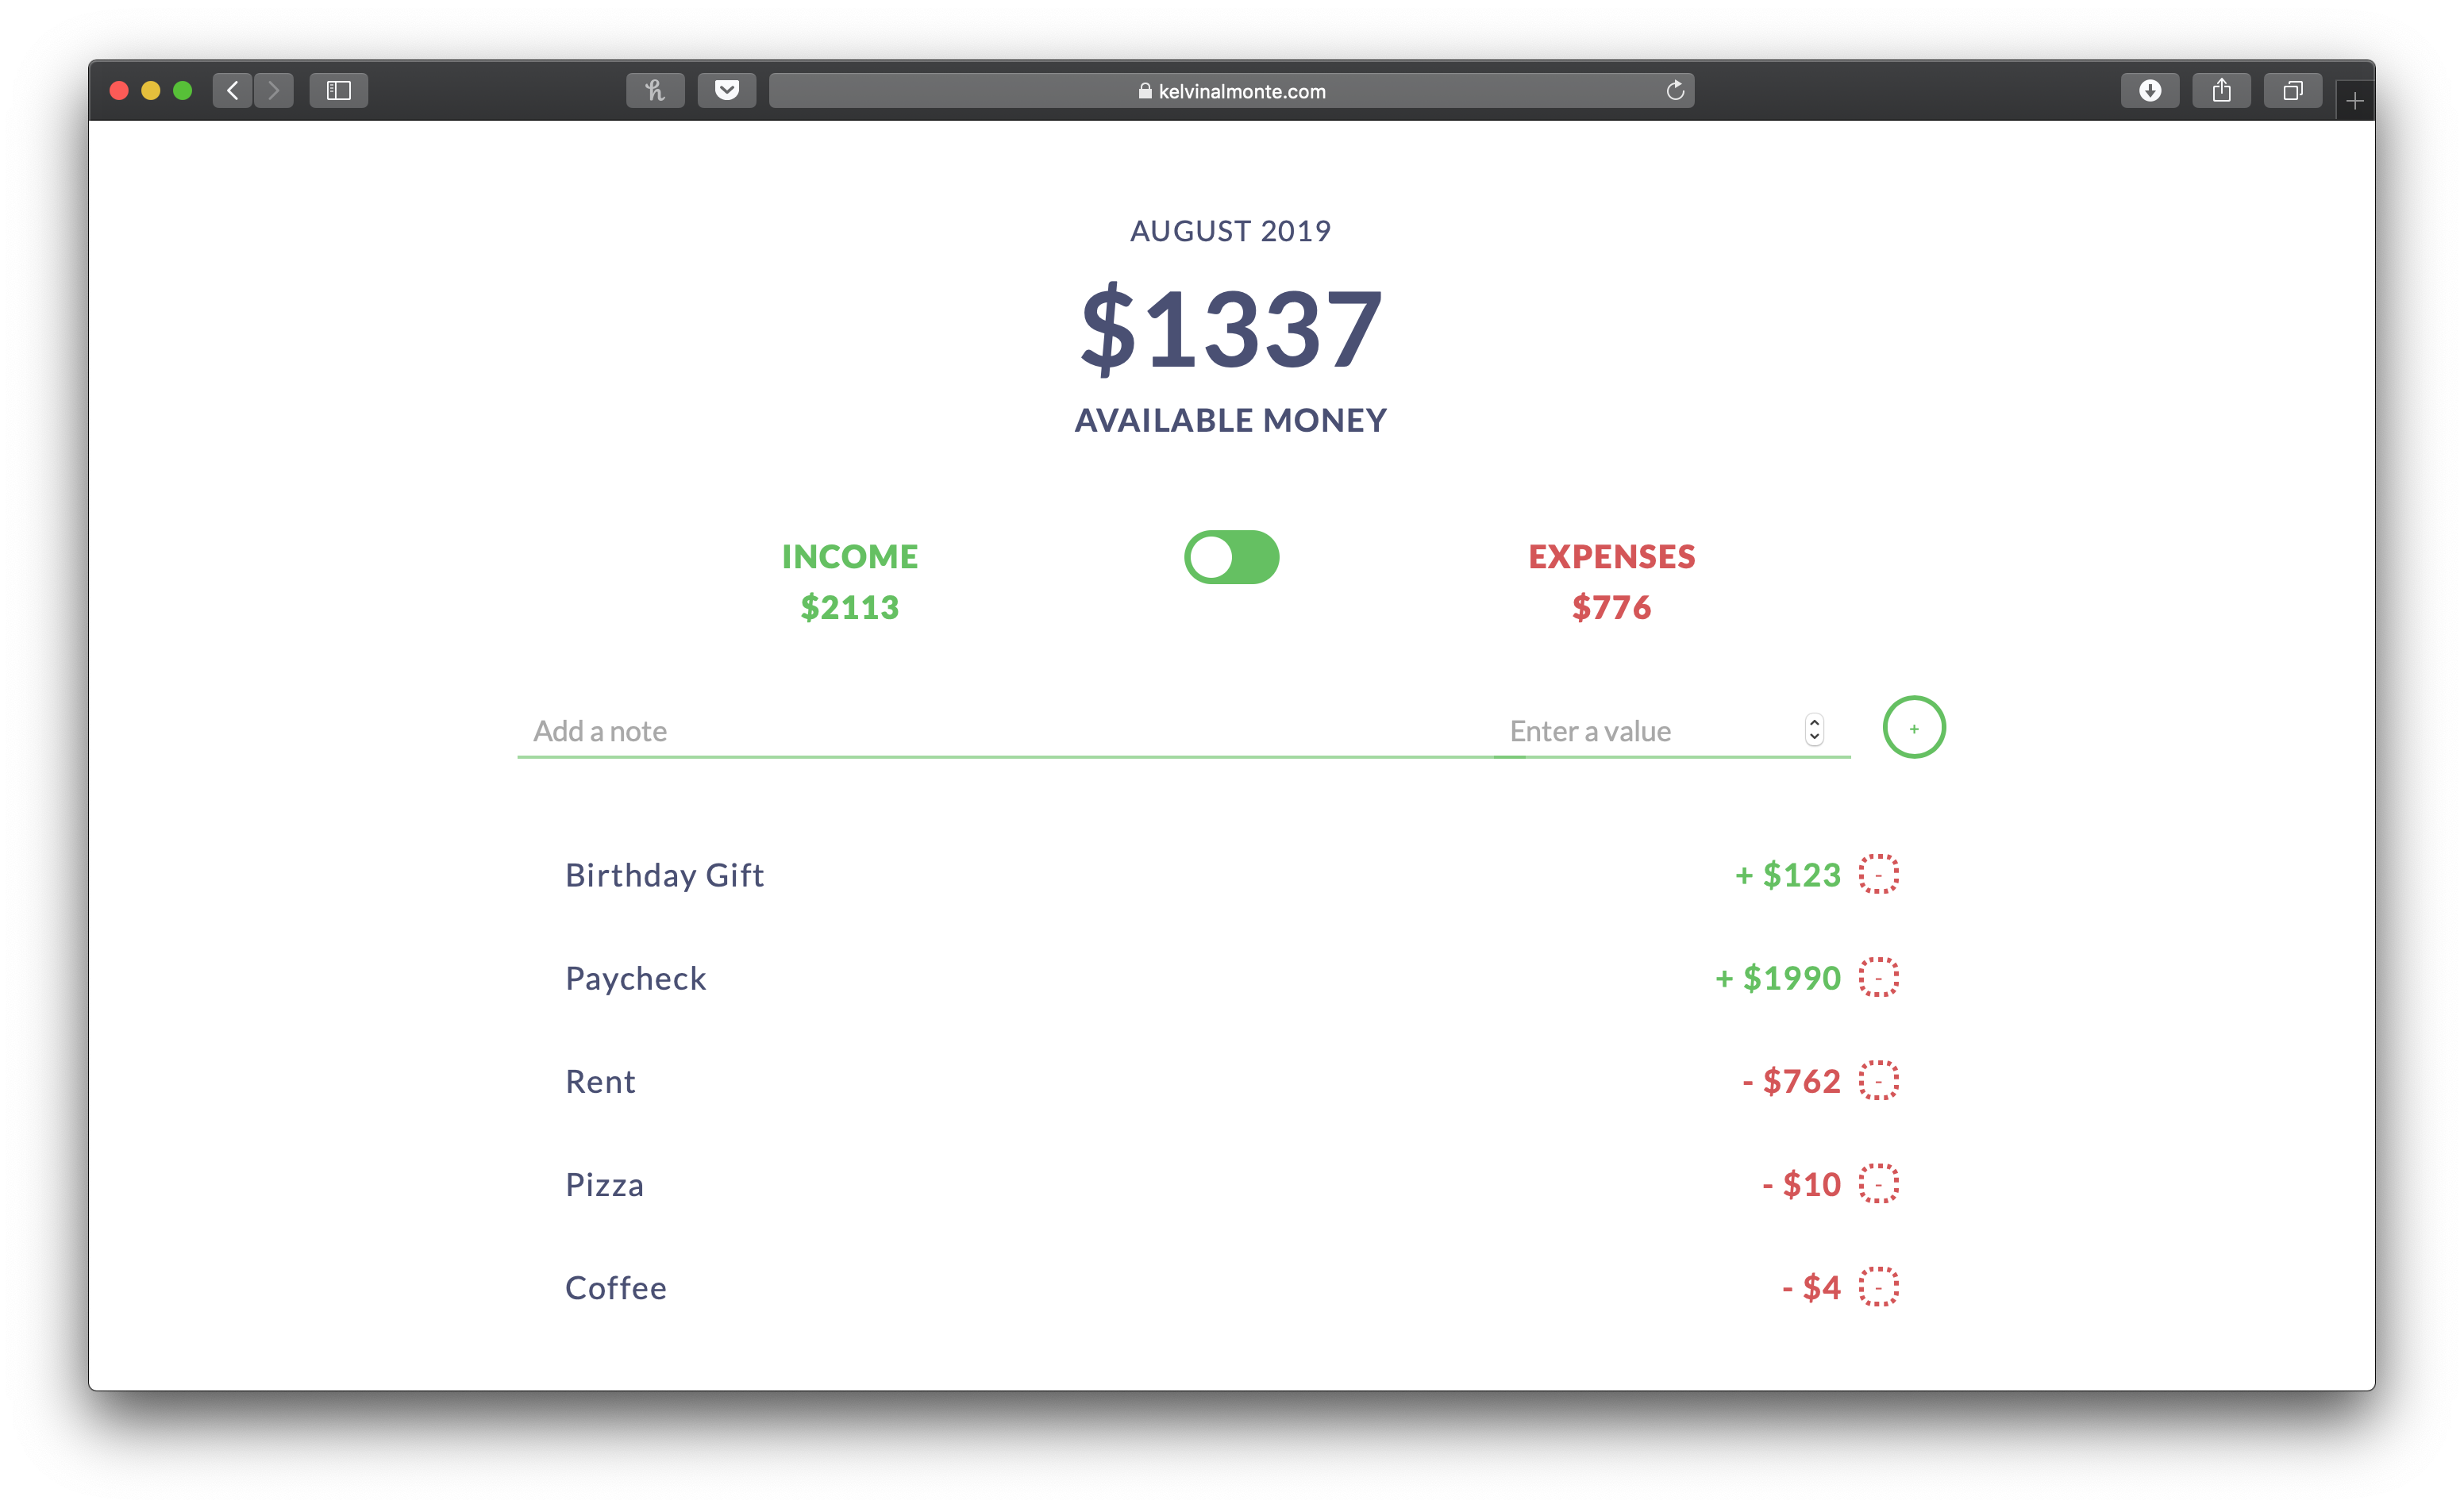 kelvinalmonte.com
AUGUST 2019
$1337
AVAILABLE MONEY
INCOME
$2113
EXPENSES
$776
Add a note
Enter a value
+
Birthday Gift
+ $123
-
Paycheck
+ $1990
-
Rent
- $762
-
Pizza
- $10
-
Coffee
- $4
-